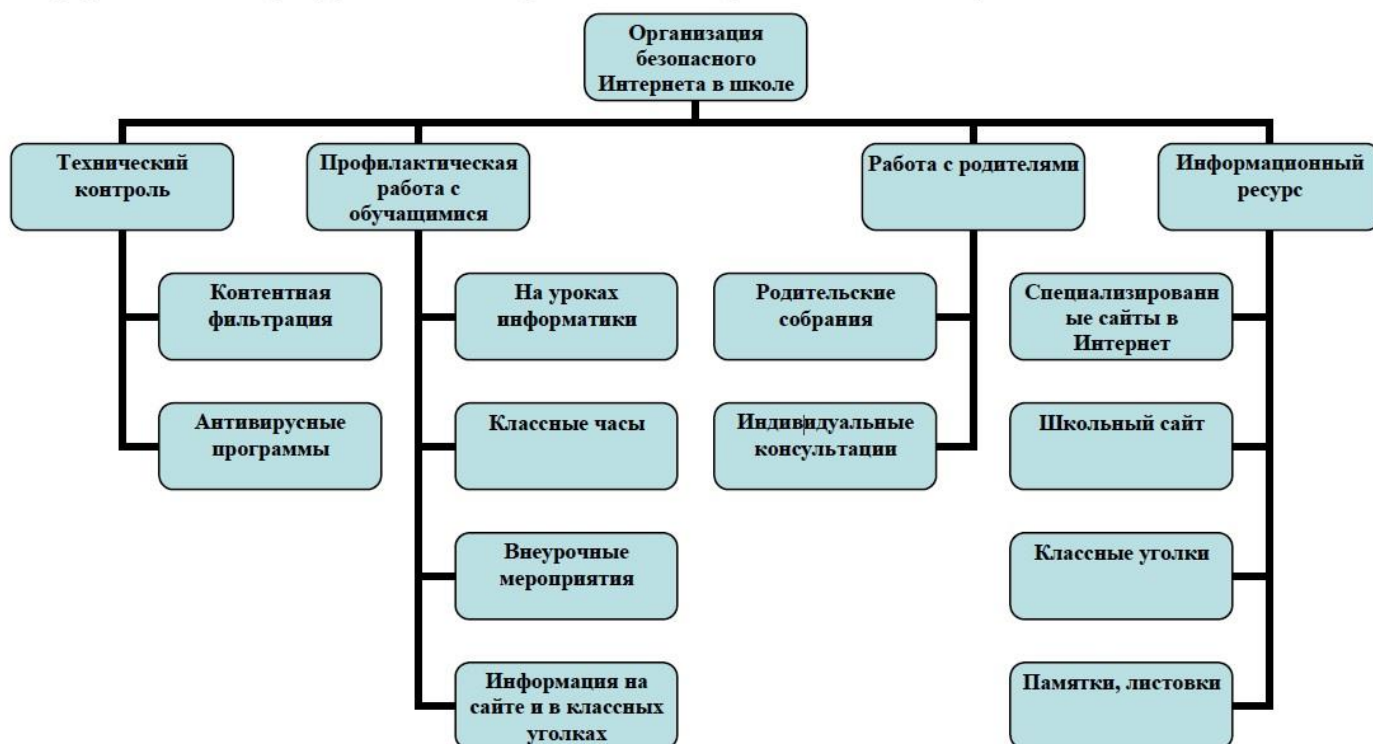 Организация
безопасного
Интернета в школе
Технический
контроль
Профилактическая
работа с
обучащимися
Работа с родителями
Информационный
ресурс
Контентная
фильтрация
На уроках
информатики
Родительские
собрания
Специализированн
ые сайты в
Интернет
Антивирусные
программы
Классные часы
Индивидуальные
консультации
Школьный сайт
Внеурочные
мероприятия
Классные уголки
Информация на
сайте и в классных
уголках
Памятки, листовки